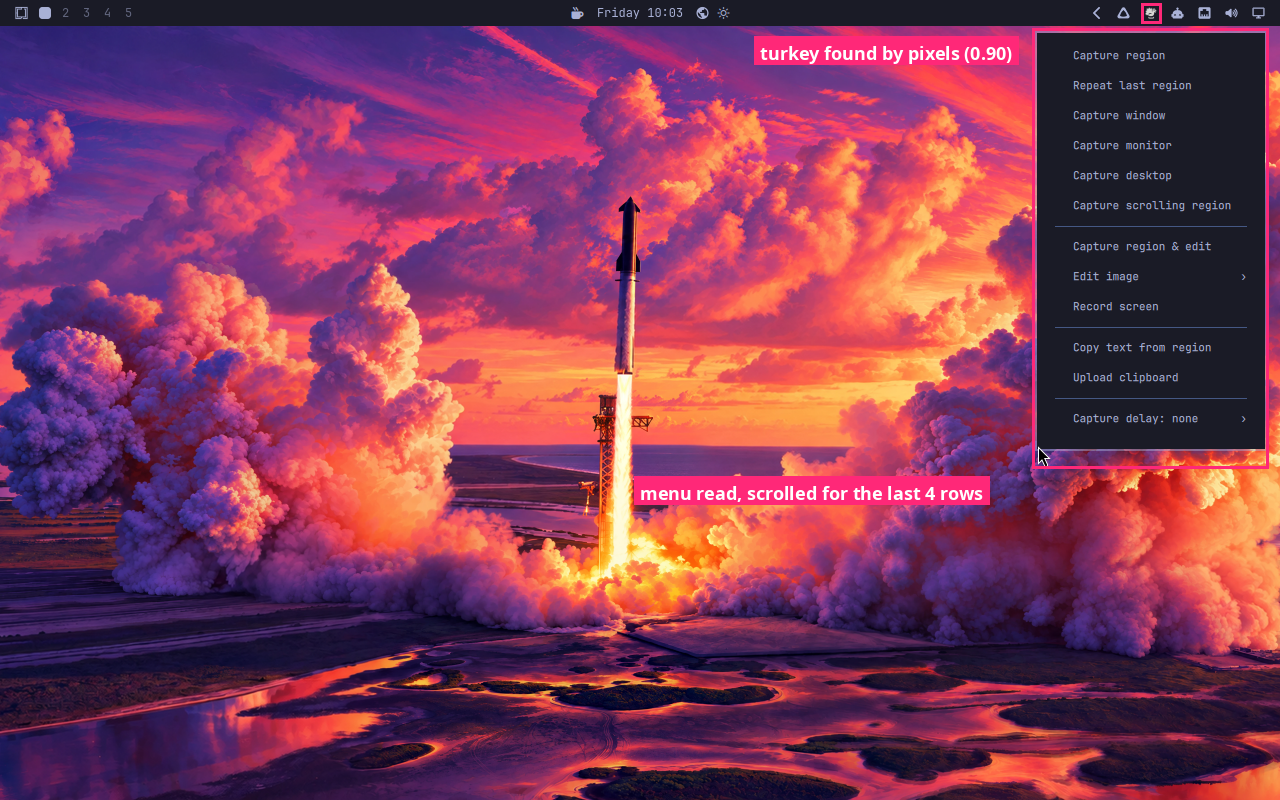 2 3 4 5
Friday 10:03
turkey found by pixels (0.90)
Capture region
Repeat last region
Capture window
Capture monitor
Capture desktop
Capture scrolling region
Capture region & edit
Edit image ›
Record screen
Copy text from region
Upload clipboard
Capture delay: none ›
menu read, scrolled for the last 4 rows